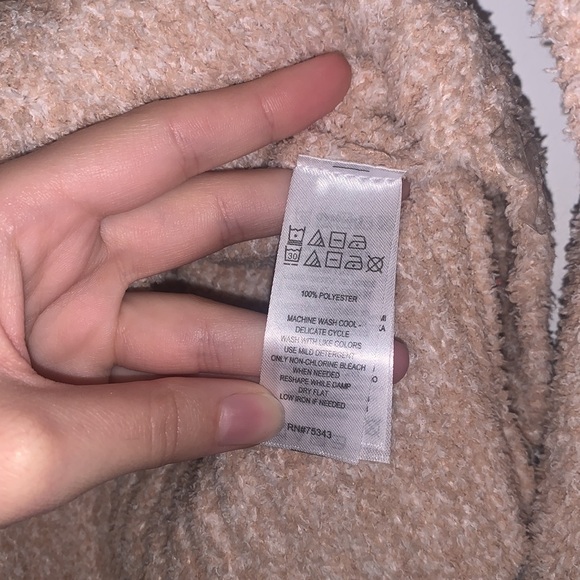 30
100% POLYESTER
MACHINE WASH COOL -
DELICATE CYCLE
WASH WITH LIKE COLORS
USE MILD DETERGENT
ONLY NON-CHLORINE BLEACH
WHEN NEEDED
RESHAPE WHILE DAMP
DRY FLAT
LOW IRON IF NEEDED
RN#75343